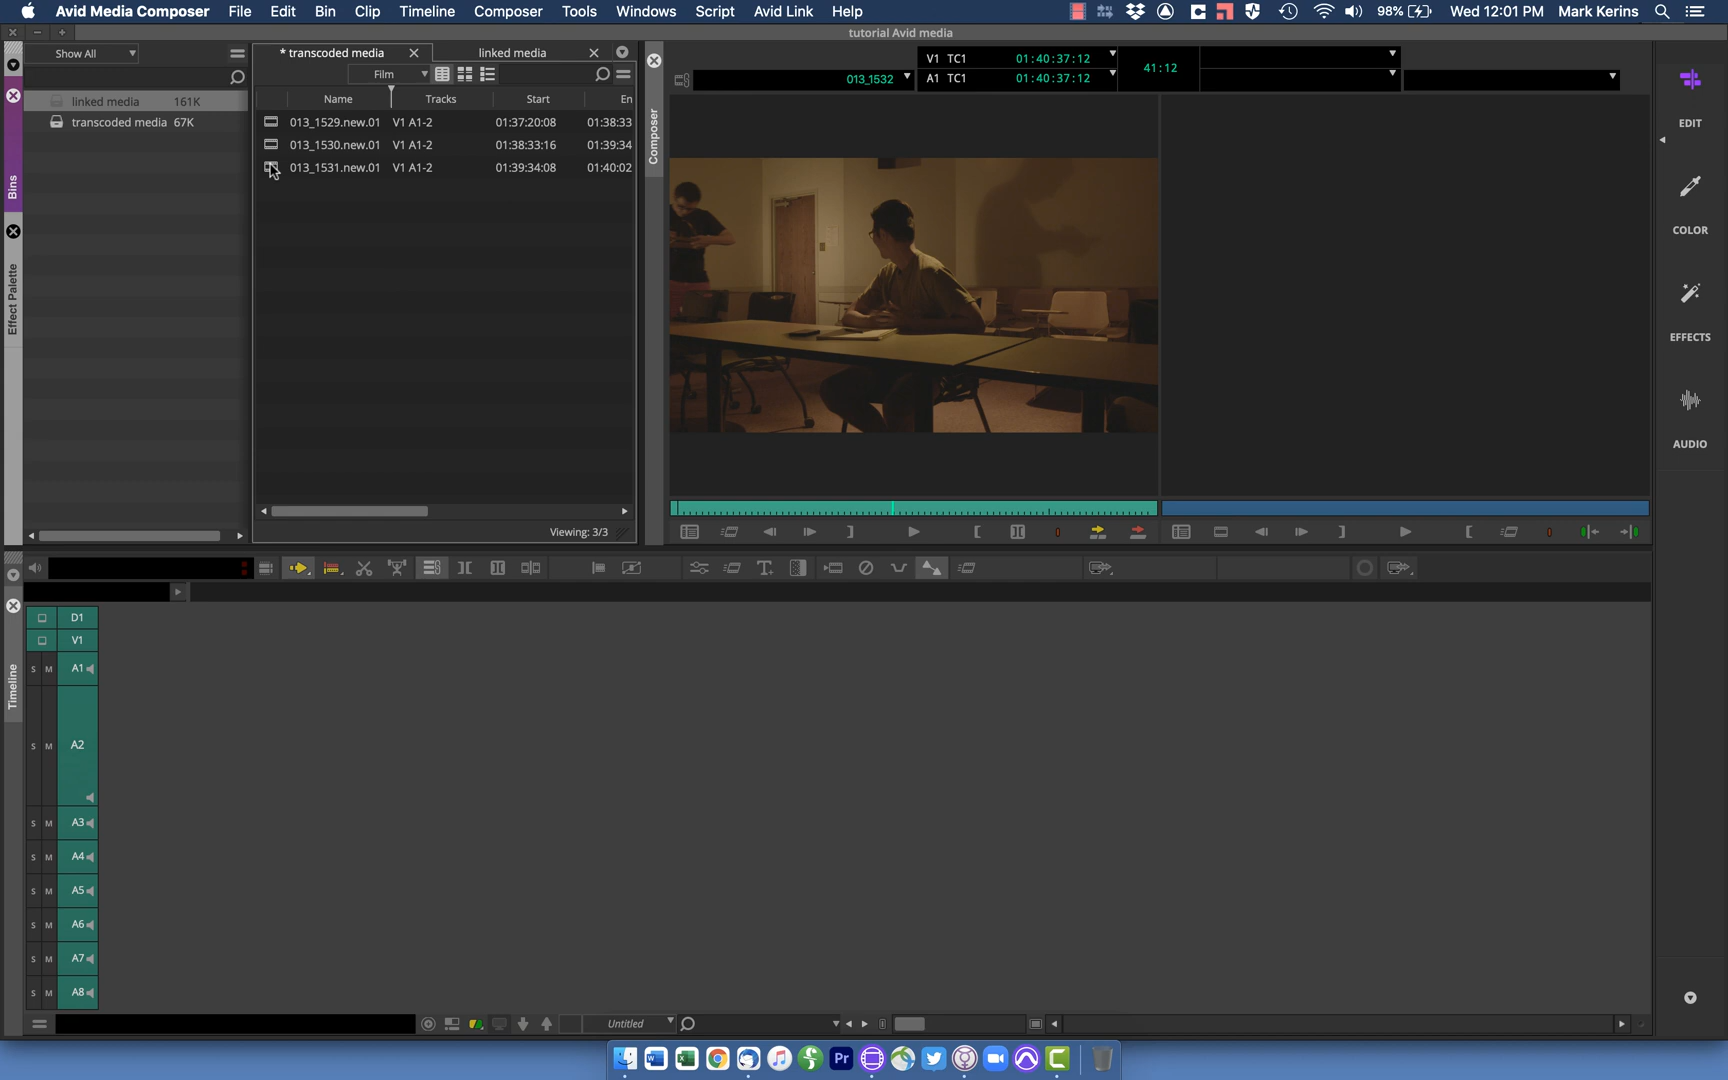 Avid Media Composer File Edit Bin Clip Timeline Composer Tools Windows Script Avid Link Help 98% Wed 12:01 PM Mark Kerins
tutorial Avid media
Show All
linked media 161K
transcoded media 67K
* transcoded media
linked media
Film
Name Tracks Start En
013_1529.new.01 V1 A1-2 01:37:20:08 01:38:33
013_1530.new.01 V1 A1-2 01:38:33:16 01:39:34
013_1531.new.01 V1 A1-2 01:39:34:08 01:40:02
Viewing: 3/3
Bins
Effect Palette
Composer
013_1532
V1 TC1 01:40:37:12
A1 TC1 01:40:37:12
41:12
EDIT
COLOR
EFFECTS
AUDIO
Timeline
D1
V1
S M A1
S M A2
S M A3
S M A4
S M A5
S M A6
S M A7
S M A8
Untitled
W X Pr